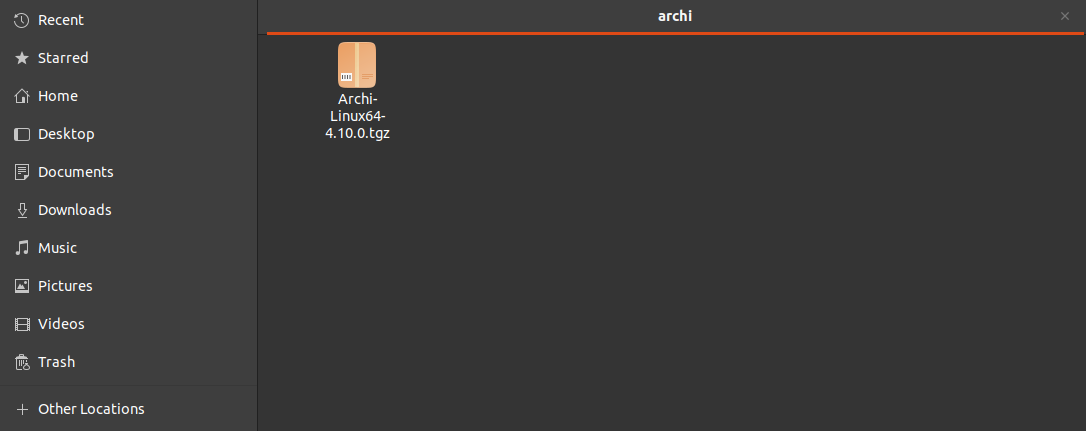 Recent
Starred
Home
Desktop
Documents
Downloads
Music
Pictures
Videos
Trash
Other Locations
archi
Archi-
Linux64-
4.10.0.tgz